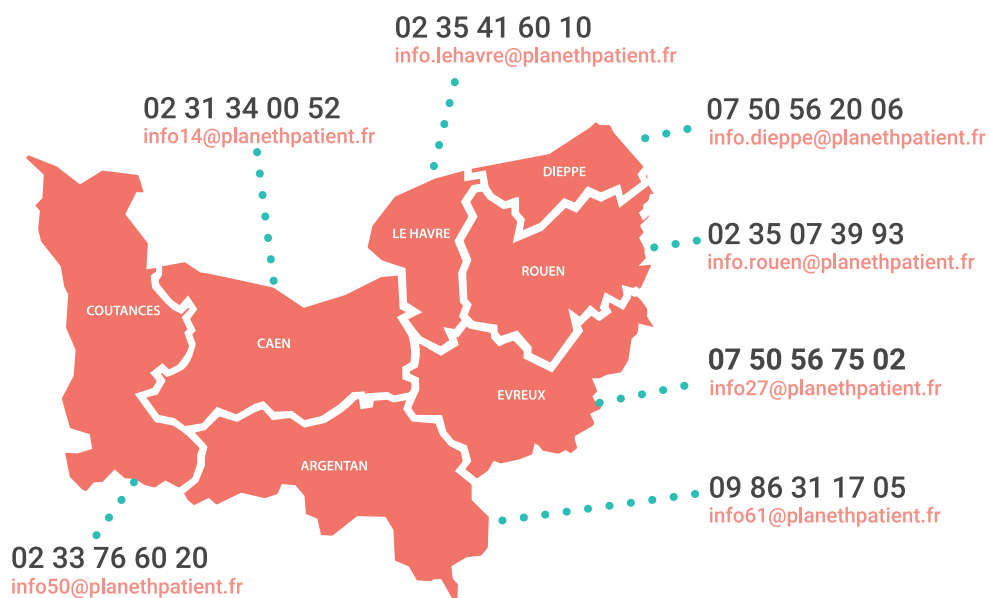 02 35 41 60 10
info.lehavre@planethpatient.fr
02 31 34 00 52
info14@planethpatient.fr
07 50 56 20 06
info.dieppe@planethpatient.fr
DIEPPE
LE HAVRE
02 35 07 39 93
info.rouen@planethpatient.fr
ROUEN
COUTANCES
CAEN
07 50 56 75 02
info27@planethpatient.fr
EVREUX
ARGENTAN
09 86 31 17 05
info61@planethpatient.fr
02 33 76 60 20
info50@planethpatient.fr